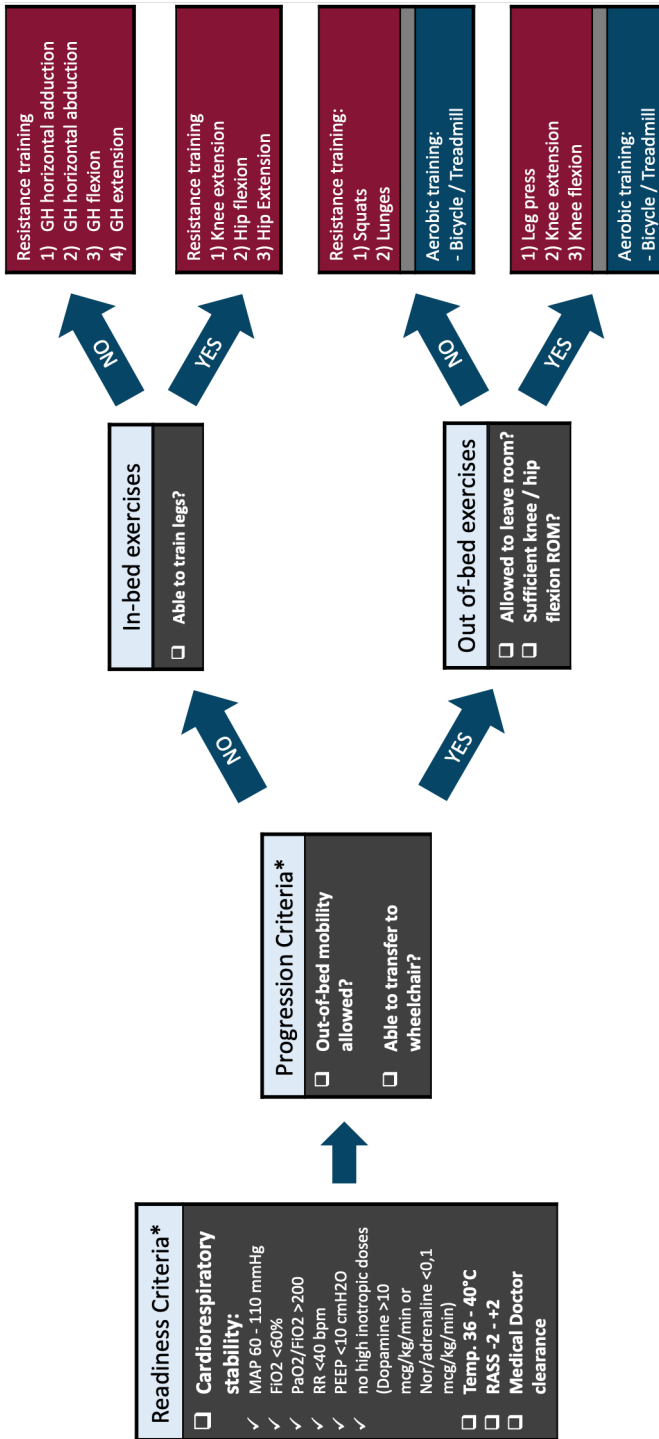 Readiness Criteria*
❑ Cardiorespiratory
stability:
✓ MAP 60 - 110 mmHg
✓ FiO2 <60%
✓ PaO2/FiO2 >200
✓ RR <40 bpm
✓ PEEP <10 cmH2O
✓ no high inotropic doses
(Dopamine >10
mcg/kg/min or
Nor/adrenaline <0,1
mcg/kg/min)
❑ Temp. 36 - 40°C
❑ RASS -2 - +2
❑ Medical Doctor
clearance
Progression Criteria*
❑ Out-of-bed mobility
allowed?
❑ Able to transfer to
wheelchair?
NO
YES
In-bed exercises
❑ Able to train legs?
NO
YES
Out of-bed exercises
❑ Allowed to leave room?
❑ Sufficient knee / hip
flexion ROM?
NO
YES
Resistance training
1) GH horizontal adduction
2) GH horizontal abduction
3) GH flexion
4) GH extension
Resistance training
1) Knee extension
2) Hip flexion
3) Hip Extension
Resistance training:
1) Squats
2) Lunges
Aerobic training:
- Bicycle / Treadmill
1) Leg press
2) Knee extension
3) Knee flexion
Aerobic training:
- Bicycle / Treadmill